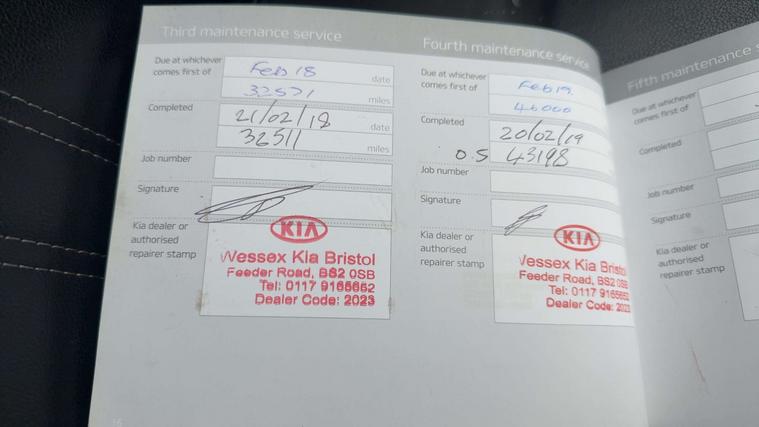 Third maintenance service
Due at whichever
comes first of
Feb 18
date
32571
miles
Completed
21/02/18
date
32511
miles
Job number
Signature
Kia dealer or
authorised
repairer stamp
KIA
Wessex Kia Bristol
Feeder Road, BS2 0SB
Tel: 0117 9165662
Dealer Code: 2023
16
Fourth maintenance service
Due at whichever
comes first of
Feb 19
46000
Completed
20/02/19
O.S 43198
Job number
Signature
Kia dealer or
authorised
repairer stamp
KIA
Wessex Kia Bristol
Feeder Road, BS2 0SB
Tel: 0117 9165662
Dealer Code: 2023
Fifth maintenance
Due at whichever
comes first of
Completed
Job number
Signature
Kia dealer or
authorised
repairer stamp